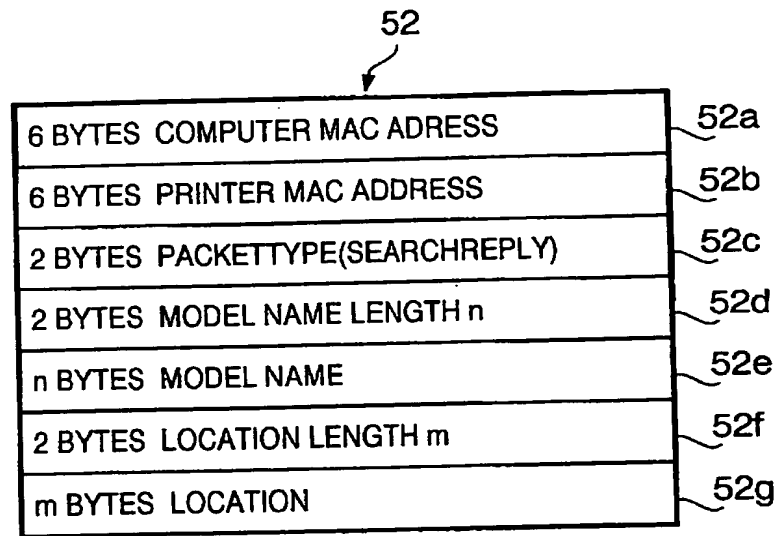 52
6 BYTES COMPUTER MAC ADRESS 52a
6 BYTES PRINTER MAC ADDRESS 52b
2 BYTES PACKETTYPE(SEARCHREPLY) 52c
2 BYTES MODEL NAME LENGTH n 52d
n BYTES MODEL NAME 52e
2 BYTES LOCATION LENGTH m 52f
m BYTES LOCATION 52g